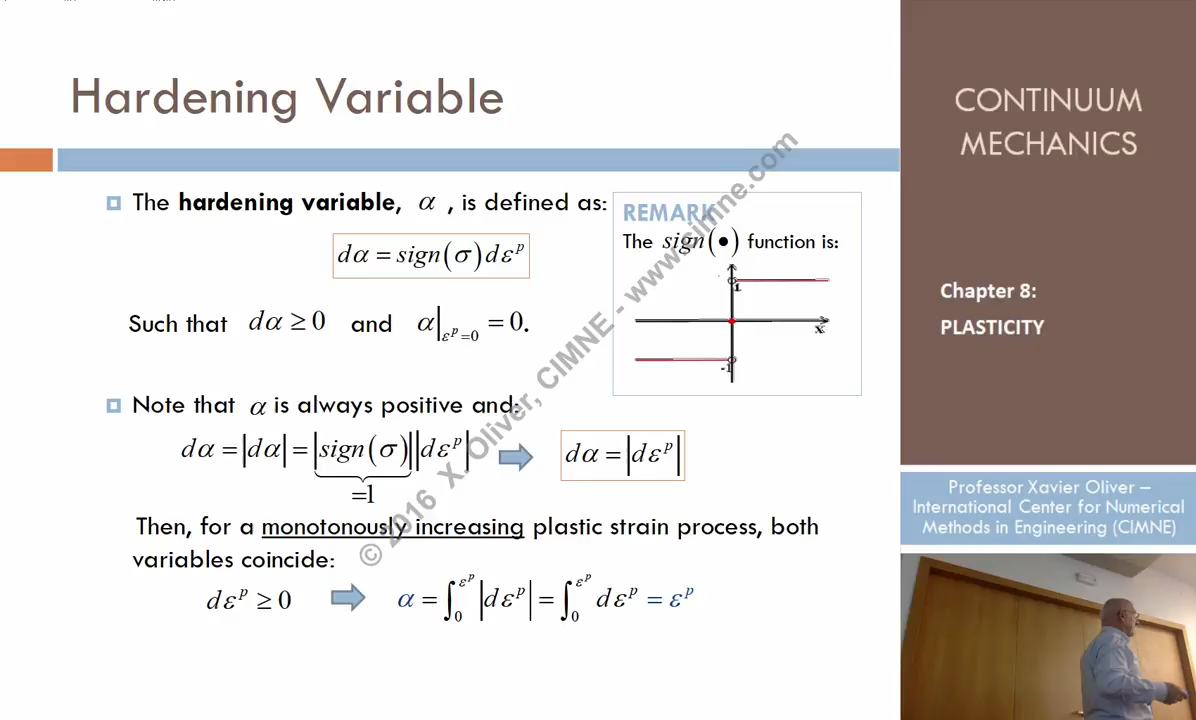 Hardening Variable
The hardening variable, α , is defined as:
dα = sign(σ)dε^p
Such that dα ≥ 0 and α|_{ε^p=0} = 0.
REMARK
The sign(•) function is:
1
x
-1
Note that α is always positive and:
dα = |dα| = |sign(σ)||dε^p|
=1
dα = |dε^p|
Then, for a monotonously increasing plastic strain process, both
variables coincide:
dε^p ≥ 0
α = ∫_0^{ε^p} |dε^p| = ∫_0^{ε^p} dε^p = ε^p
© 2016 X. Oliver, CIMNE - www.cimne.com
CONTINUUM
MECHANICS
Chapter 8:
PLASTICITY
Professor Xavier Oliver –
International Center for Numerical
Methods in Engineering (CIMNE)